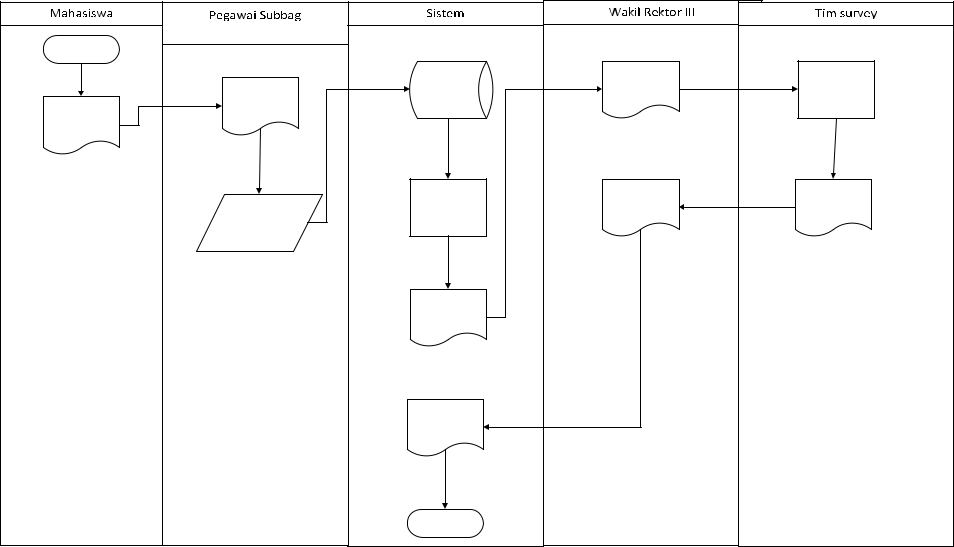 Mahasiswa
Pegawai Subbag
Sistem
Wakil Rektor III
Tim survey